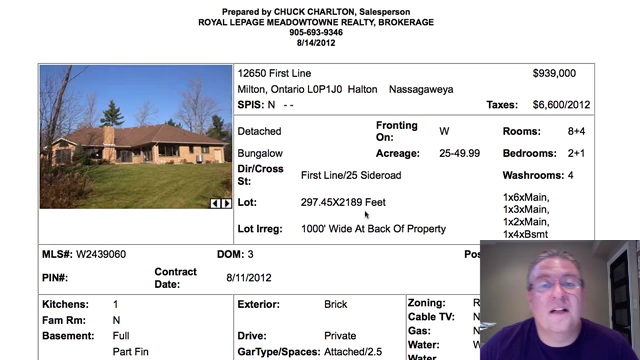 Prepared by CHUCK CHARLTON, Salesperson
ROYAL LEPAGE MEADOWTOWNE REALTY, BROKERAGE
905-693-9346
8/14/2012
12650 First Line $939,000
Milton, Ontario L0P1J0 Halton Nassagaweya
SPIS: N - - Taxes: $6,600/2012
Detached Fronting On: W Rooms: 8+4
Bungalow Acreage: 25-49.99 Bedrooms: 2+1
Dir/Cross St: First Line/25 Sideroad Washrooms: 4
Lot: 297.45X2189 Feet 1x6xMain,
1x3xMain,
Lot Irreg: 1000' Wide At Back Of Property 1x2xMain,
1x4xBsmt
MLS#: W2439060 DOM: 3
PIN#: Contract Date: 8/11/2012
Kitchens: 1 Exterior: Brick Zoning:
Fam Rm: N Cable TV:
Basement: Full Drive: Private Gas:
Part Fin GarType/Spaces: Attached/2.5 Water:
Water